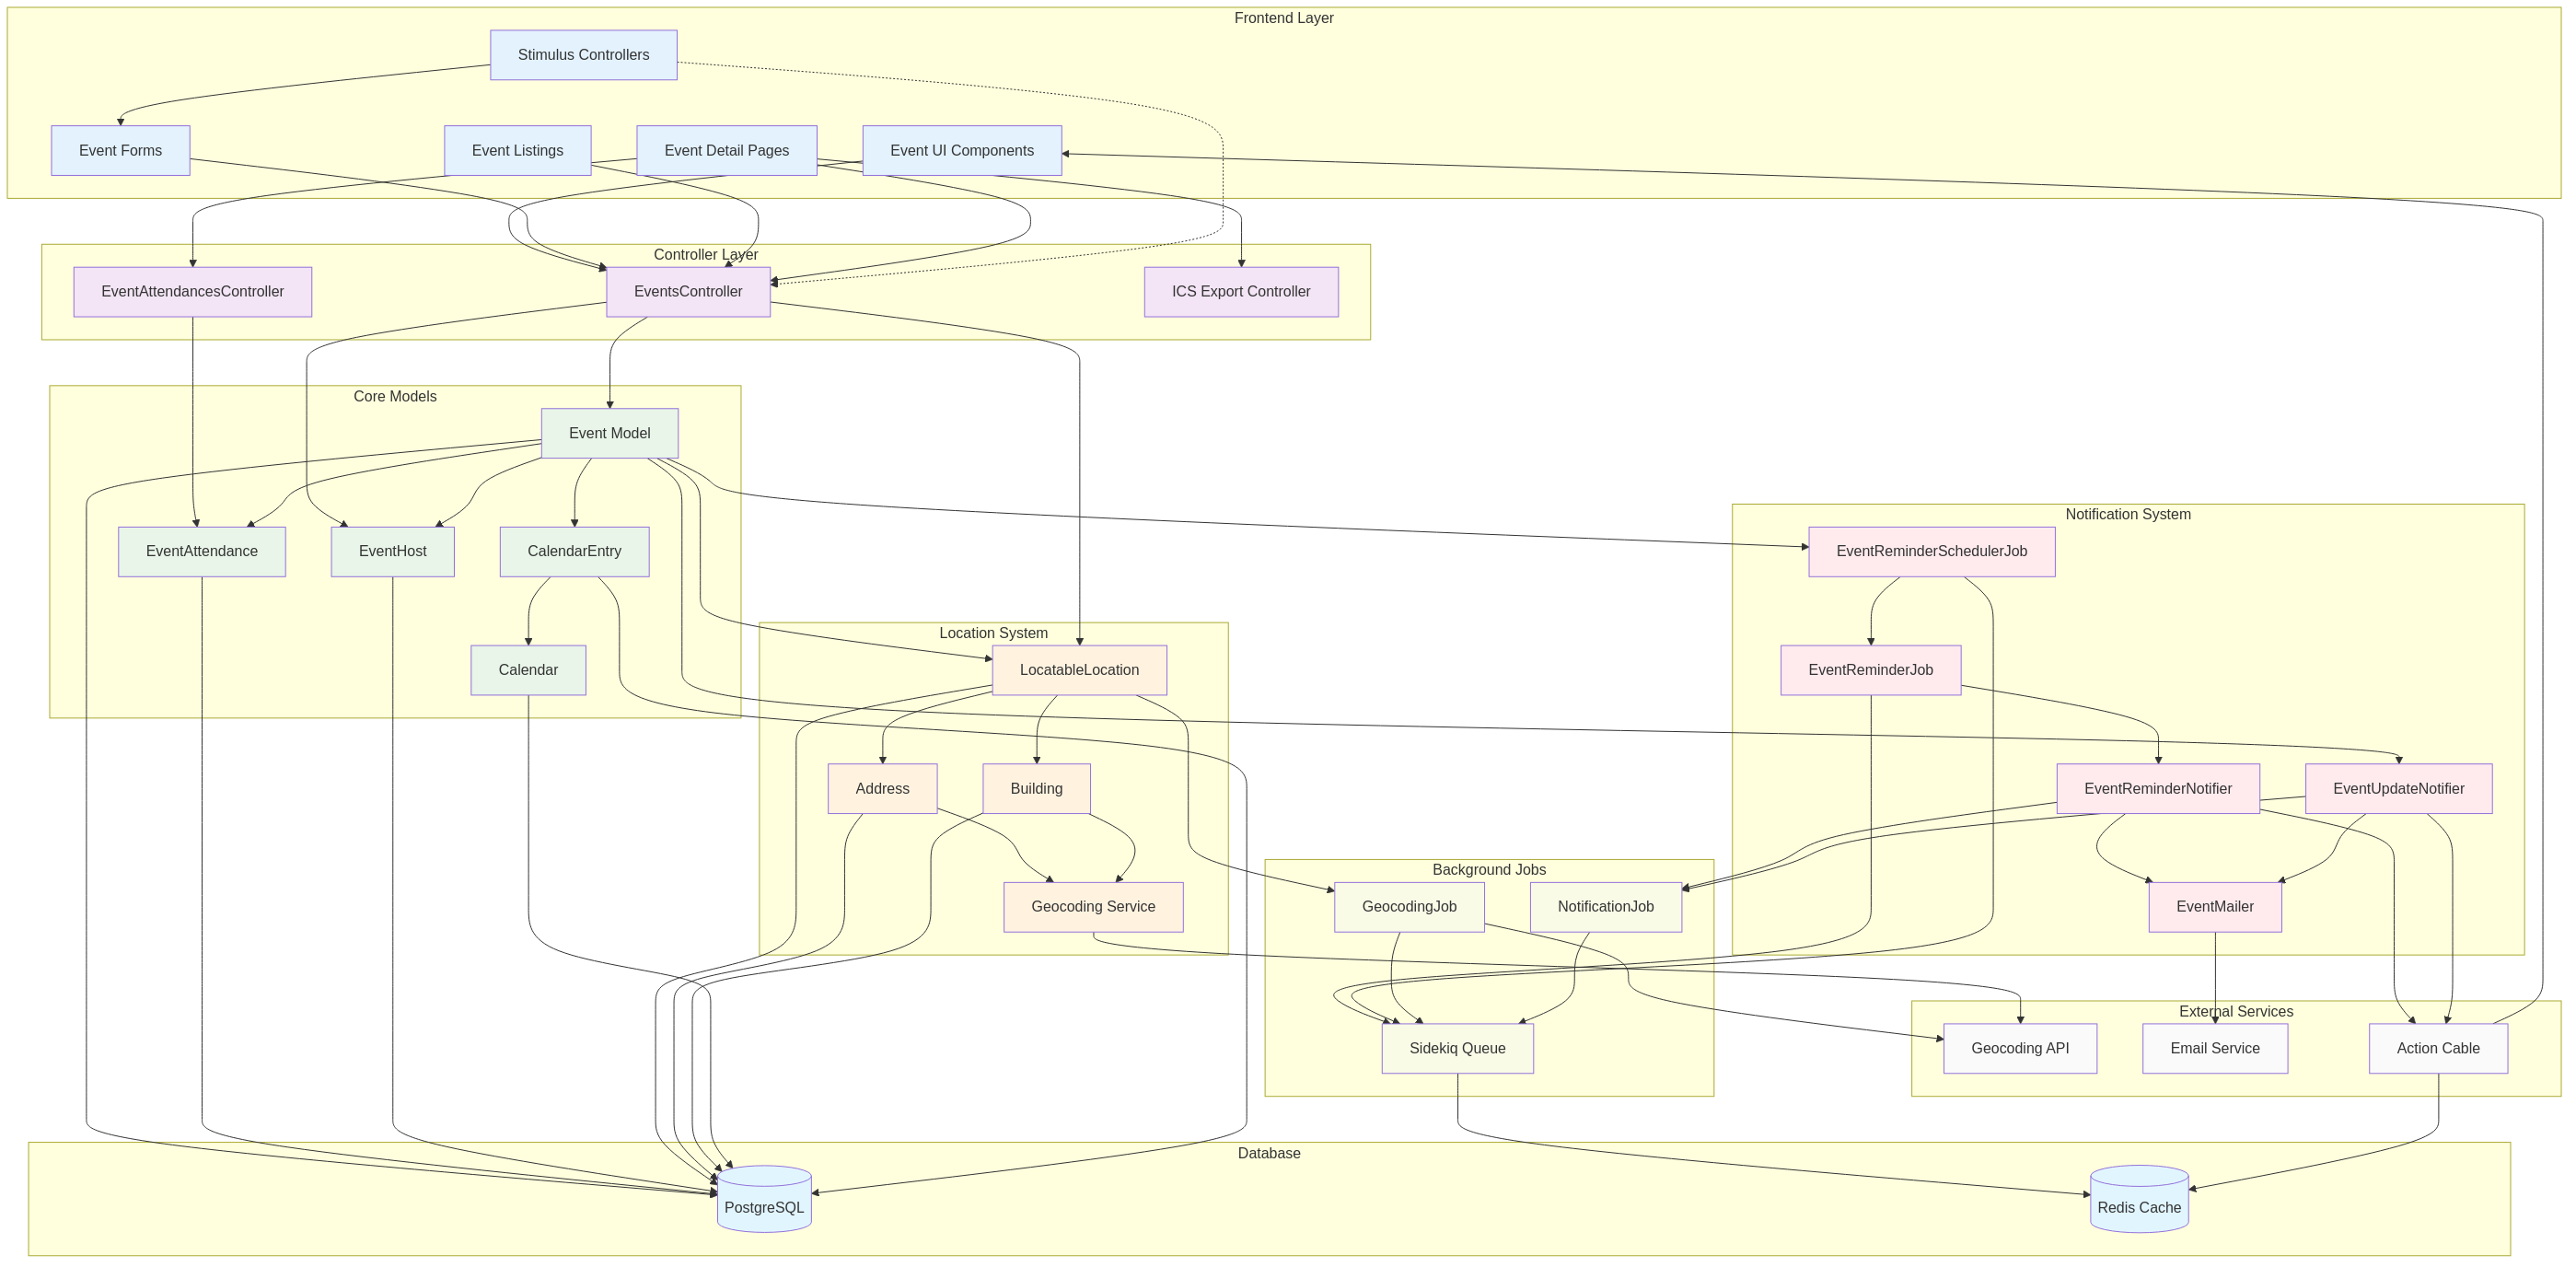 Frontend Layer
Stimulus Controllers
Event Forms
Event Listings
Event Detail Pages
Event UI Components
Controller Layer
EventAttendancesController
EventsController
ICS Export Controller
Core Models
Event Model
EventAttendance
EventHost
CalendarEntry
Calendar
Location System
LocatableLocation
Address
Building
Geocoding Service
Notification System
EventReminderSchedulerJob
EventReminderJob
EventReminderNotifier
EventUpdateNotifier
EventMailer
Background Jobs
GeocodingJob
NotificationJob
Sidekiq Queue
External Services
Geocoding API
Email Service
Action Cable
Database
PostgreSQL
Redis Cache